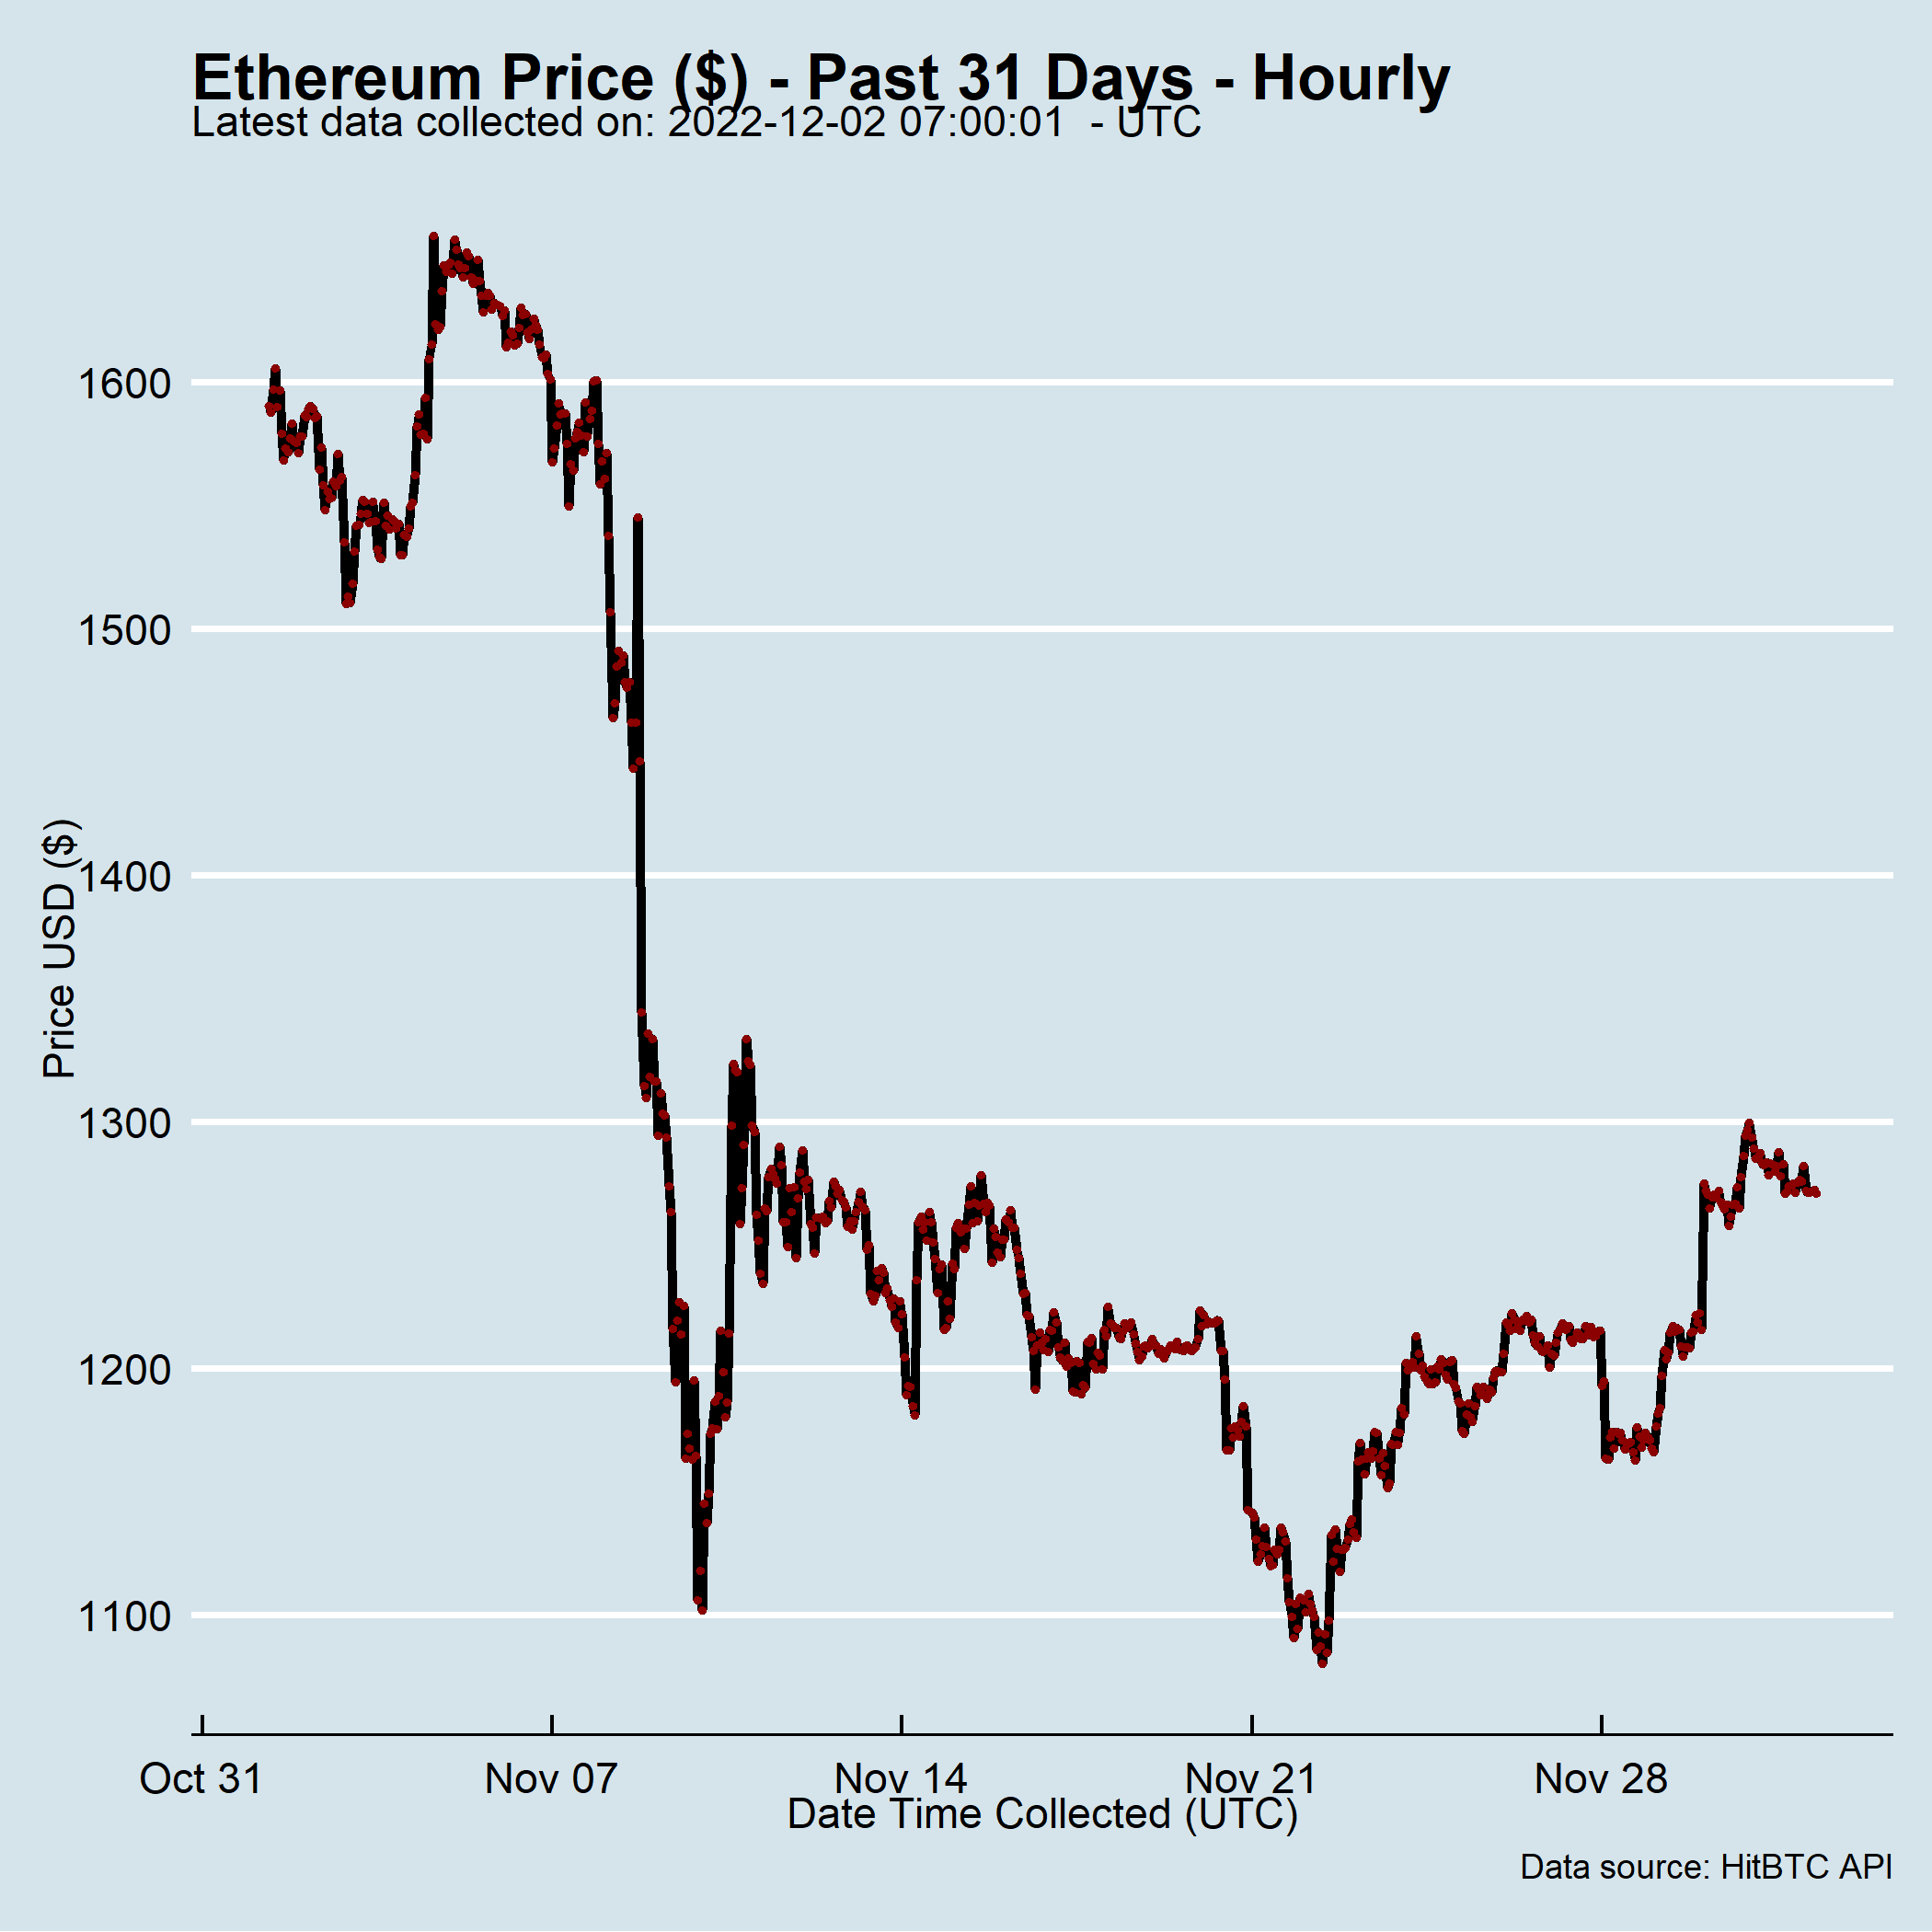 Ethereum Price ($) - Past 31 Days - Hourly
Latest data collected on: 2022-12-02 07:00:01  - UTC
1600
1500
1400
1300
1200
1100
Price USD ($)
Oct 31
Nov 07
Nov 14
Nov 21
Nov 28
Date Time Collected (UTC)
Data source: HitBTC API